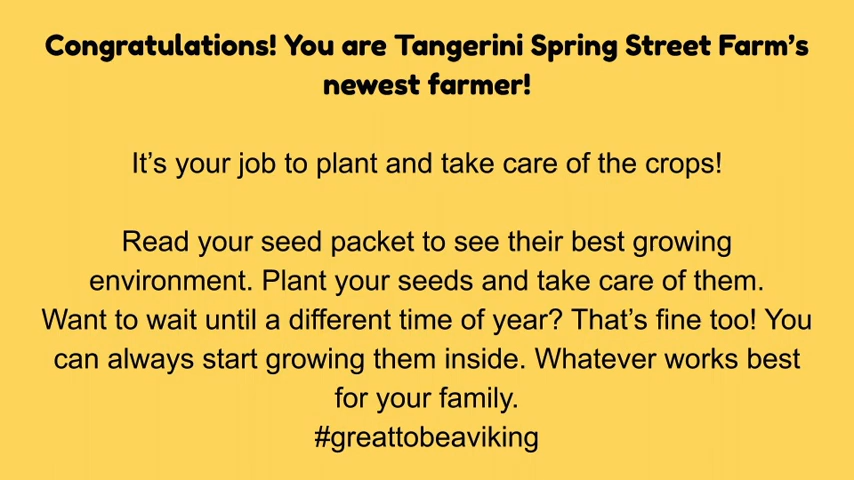 Congratulations! You are Tangerini Spring Street Farm’s
newest farmer!
It’s your job to plant and take care of the crops!
Read your seed packet to see their best growing
environment. Plant your seeds and take care of them.
Want to wait until a different time of year? That’s fine too! You
can always start growing them inside. Whatever works best
for your family.
#greattobeaviking